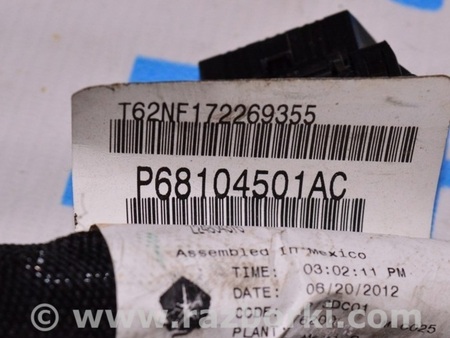 T62NF172269355
P68104501AC
Assembled In Mexico
TIME: 03:02:11 PM
DATE: 06/20/2012
CODE:
PLANT
www.razborki.com